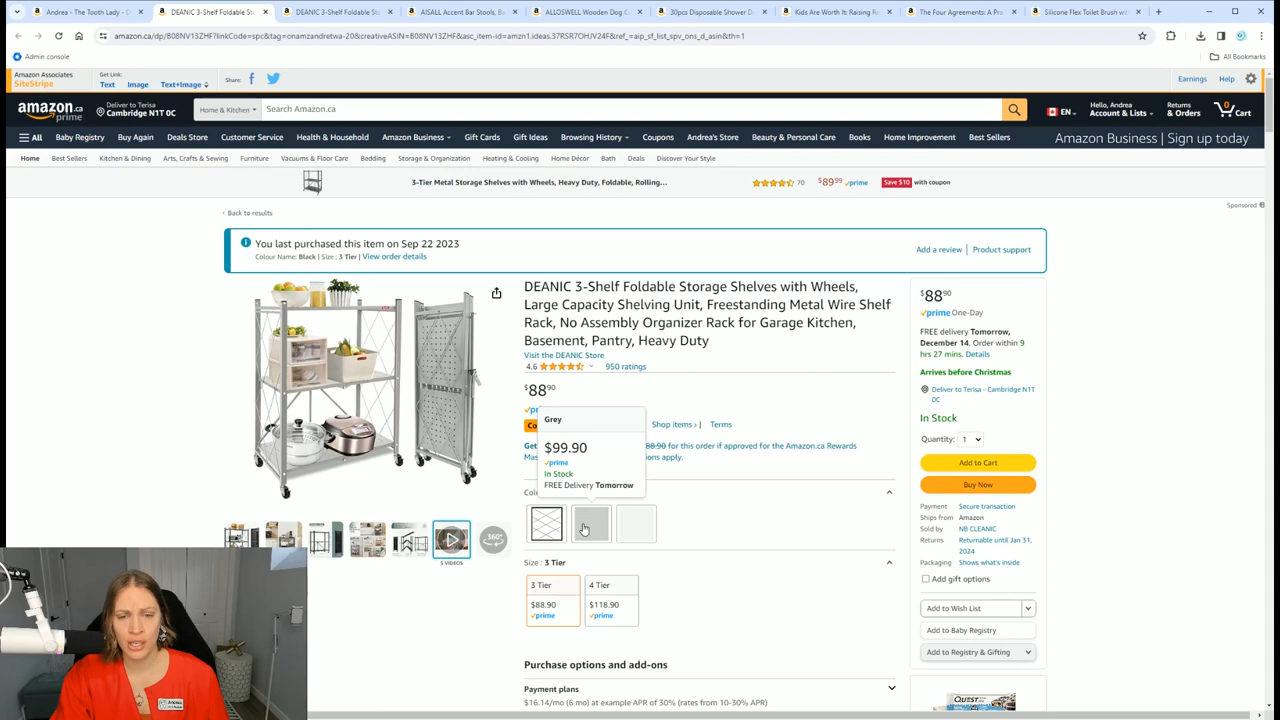 Andrea - The Tooth Lady - D
DEANIC 3-Shelf Foldable Sto
DEANIC 3-Shelf Foldable Sto
AISALL Accent Bar Stools, Be
ALLOSWELL Wooden Dog C
30pcs Disposable Shower D
Kids Are Worth It: Raising R
The Four Agreements: A Pra
Silicone Flex Toilet Brush wi
amazon.ca/dp/B08NV13ZHF?linkCode=spc&tag=onamzndretwa-20&creativeASIN=B08NV13ZHF&asc_item-id=amzn1.ideas.37RSR7OHJV24F&ref_=aip_sf_list_spv_ons_d_asin&th=1
Admin console
All Bookmarks
Amazon Associates
SiteStripe
Get Link:
Text Image Text+Image
Share:
Earnings Help
amazon.ca
prime
Deliver to Terisa
Cambridge N1T 0C
Home & Kitchen
Search Amazon.ca
EN
Hello, Andrea
Account & Lists
Returns
& Orders
0
Cart
All Baby Registry Buy Again Deals Store Customer Service Health & Household Amazon Business Gift Cards Gift Ideas Browsing History Coupons Andrea's Store Beauty & Personal Care Books Home Improvement Best Sellers
Amazon Business | Sign up today
Home Best Sellers Kitchen & Dining Arts, Crafts & Sewing Furniture Vacuums & Floor Care Bedding Storage & Organization Heating & Cooling Home Décor Bath Deals Discover Your Style
3-Tier Metal Storage Shelves with Wheels, Heavy Duty, Foldable, Rolling...
70
$89.99 prime
Save $10 with coupon
Sponsored
‹ Back to results
You last purchased this item on Sep 22 2023
Colour Name: Black | Size : 3 Tier | View order details
Add a review | Product support
DEANIC 3-Shelf Foldable Storage Shelves with Wheels,
Large Capacity Shelving Unit, Freestanding Metal Wire Shelf
Rack, No Assembly Organizer Rack for Garage Kitchen,
Basement, Pantry, Heavy Duty
Visit the DEANIC Store
4.6
950 ratings
$88.90
Shop items › | Terms
Get
$88.90 for this order if approved for the Amazon.ca Rewards
ions apply.
Grey
$99.90
prime
In Stock
FREE Delivery Tomorrow
Size : 3 Tier
3 Tier
$88.90
prime
4 Tier
$118.90
prime
Purchase options and add-ons
Payment plans
$16.14/mo (6 mo) at example APR of 30% (rates from 10-30% APR)
360°
3 VIDEOS
$88.90
prime One-Day
FREE delivery Tomorrow,
December 14. Order within 9
hrs 27 mins. Details
Arrives before Christmas
Deliver to Terisa - Cambridge N1T
0C
In Stock
Quantity: 1
Add to Cart
Buy Now
Payment Secure transaction
Ships from Amazon
Sold by NB CLEANIC
Returns Returnable until Jan 31,
2024
Packaging Shows what's inside
Add gift options
Add to Wish List
Add to Baby Registry
Add to Registry & Gifting
QUEST